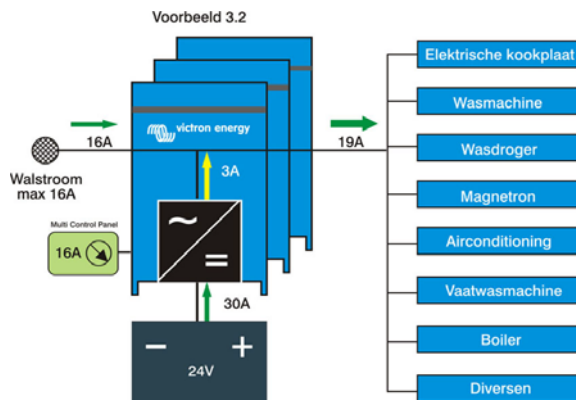 Voorbeeld 3.2
victron energy
16A
19A
Walstroom
max 16A
3A
Multi Control Panel
16A
~
=
30A
− +
24V
Elektrische kookplaat
Wasmachine
Wasdroger
Magnetron
Airconditioning
Vaatwasmachine
Boiler
Diversen